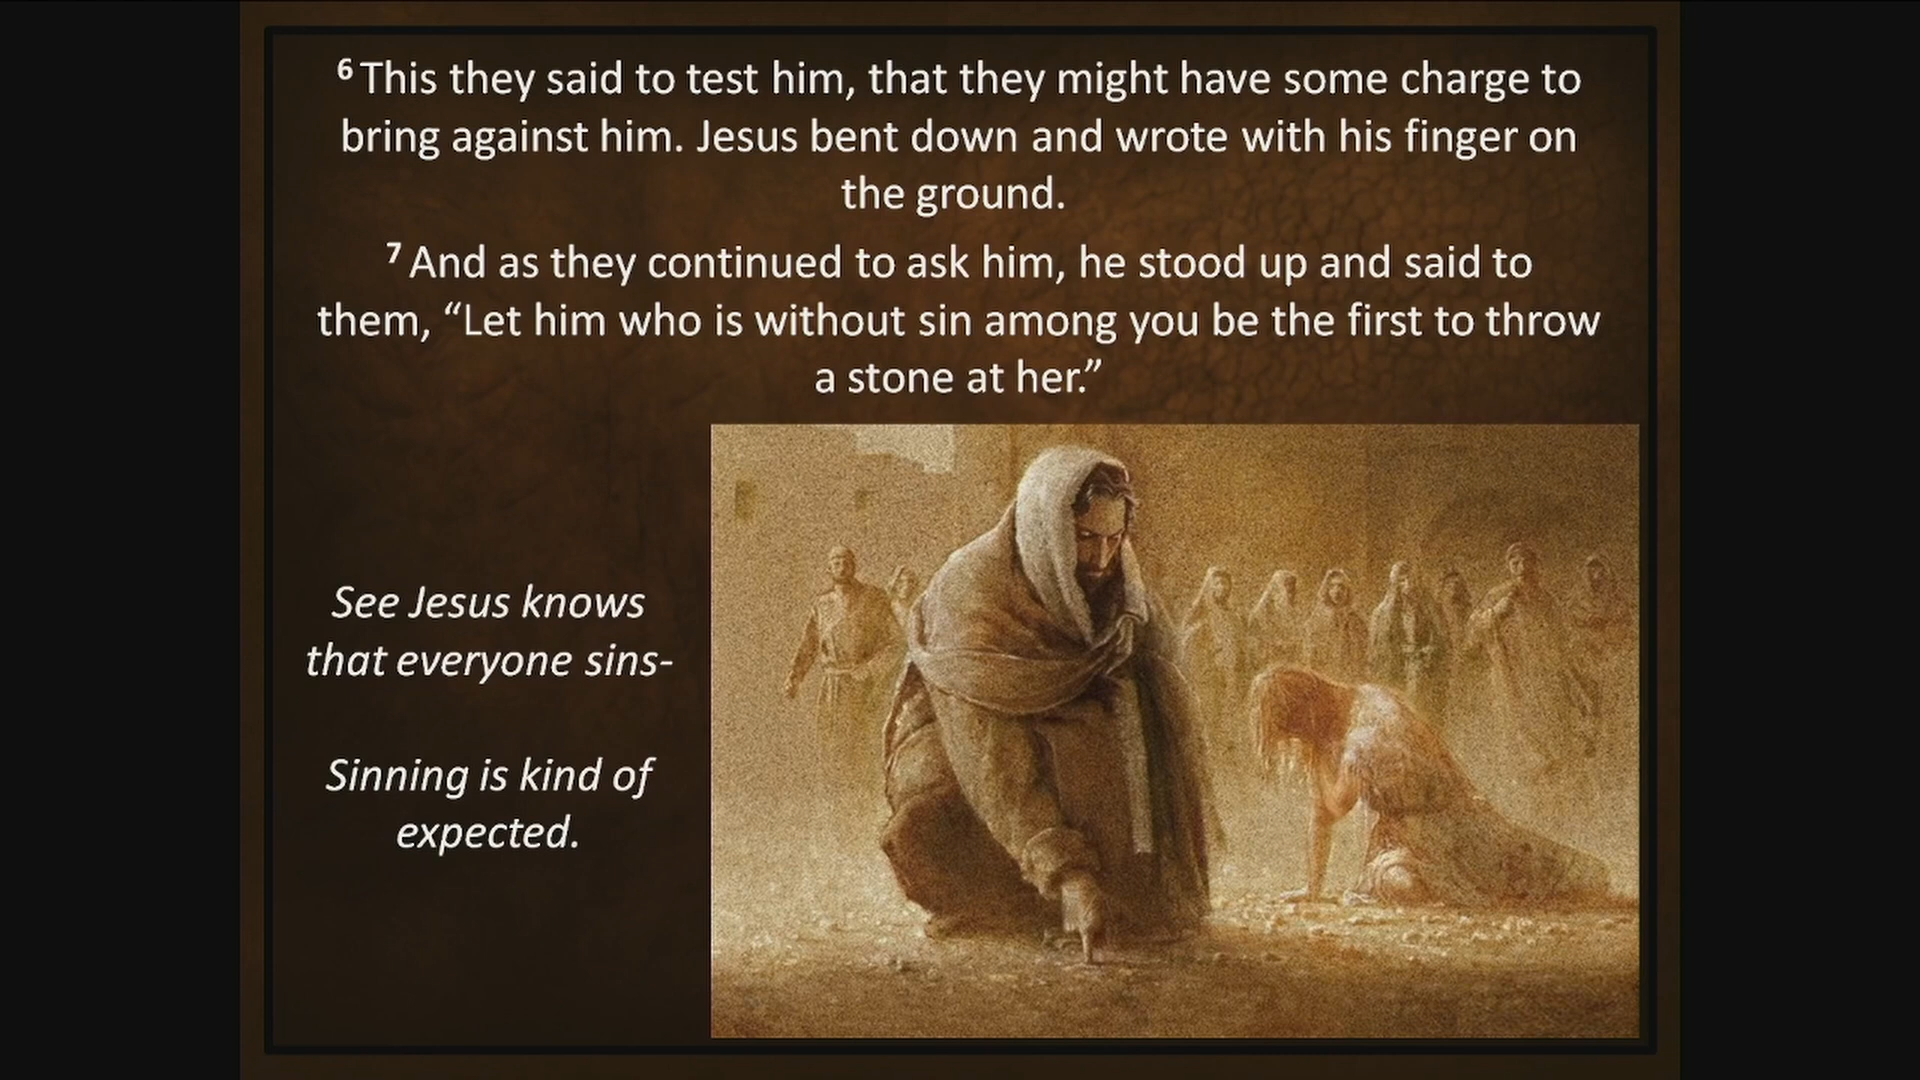 6 This they said to test him, that they might have some charge to
bring against him. Jesus bent down and wrote with his finger on
the ground.
7 And as they continued to ask him, he stood up and said to
them, “Let him who is without sin among you be the first to throw
a stone at her.”
See Jesus knows
that everyone sins-
Sinning is kind of
expected.